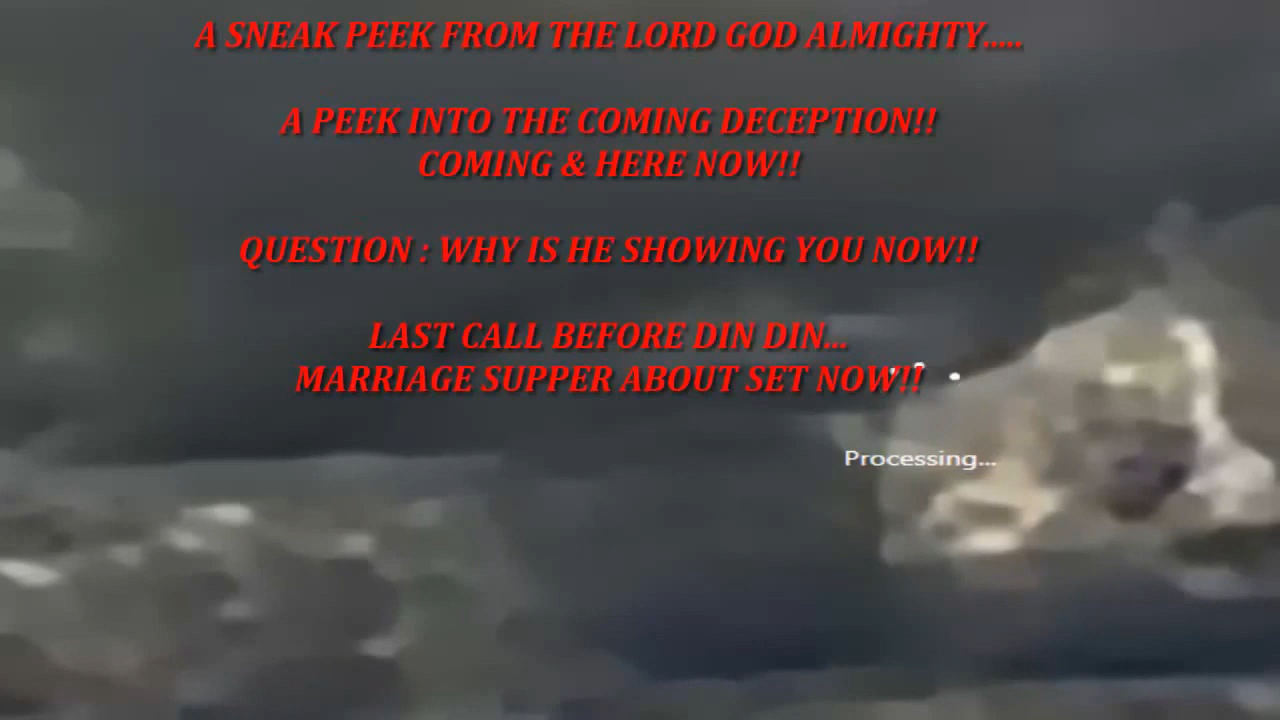 A SNEAK PEEK FROM THE LORD GOD ALMIGHTY.....
A PEEK INTO THE COMING DECEPTION!!
COMING & HERE NOW!!
QUESTION : WHY IS HE SHOWING YOU NOW!!
LAST CALL BEFORE DIN DIN...
MARRIAGE SUPPER ABOUT SET NOW!!
Processing...